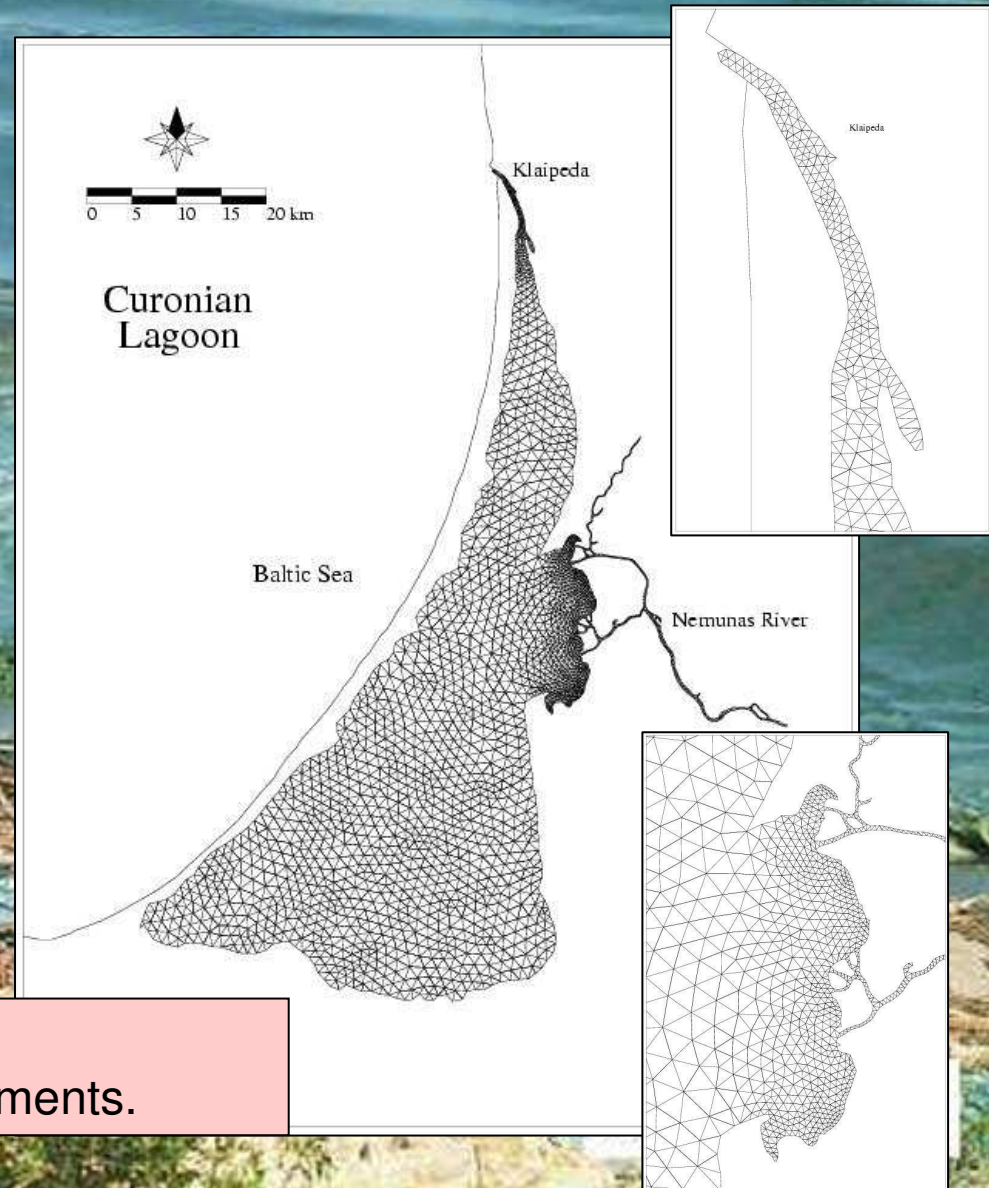 Klaipeda
0 5 10 15 20 km
Curonian
Lagoon
Baltic Sea
Nemunas River
Klaipeda
ments.